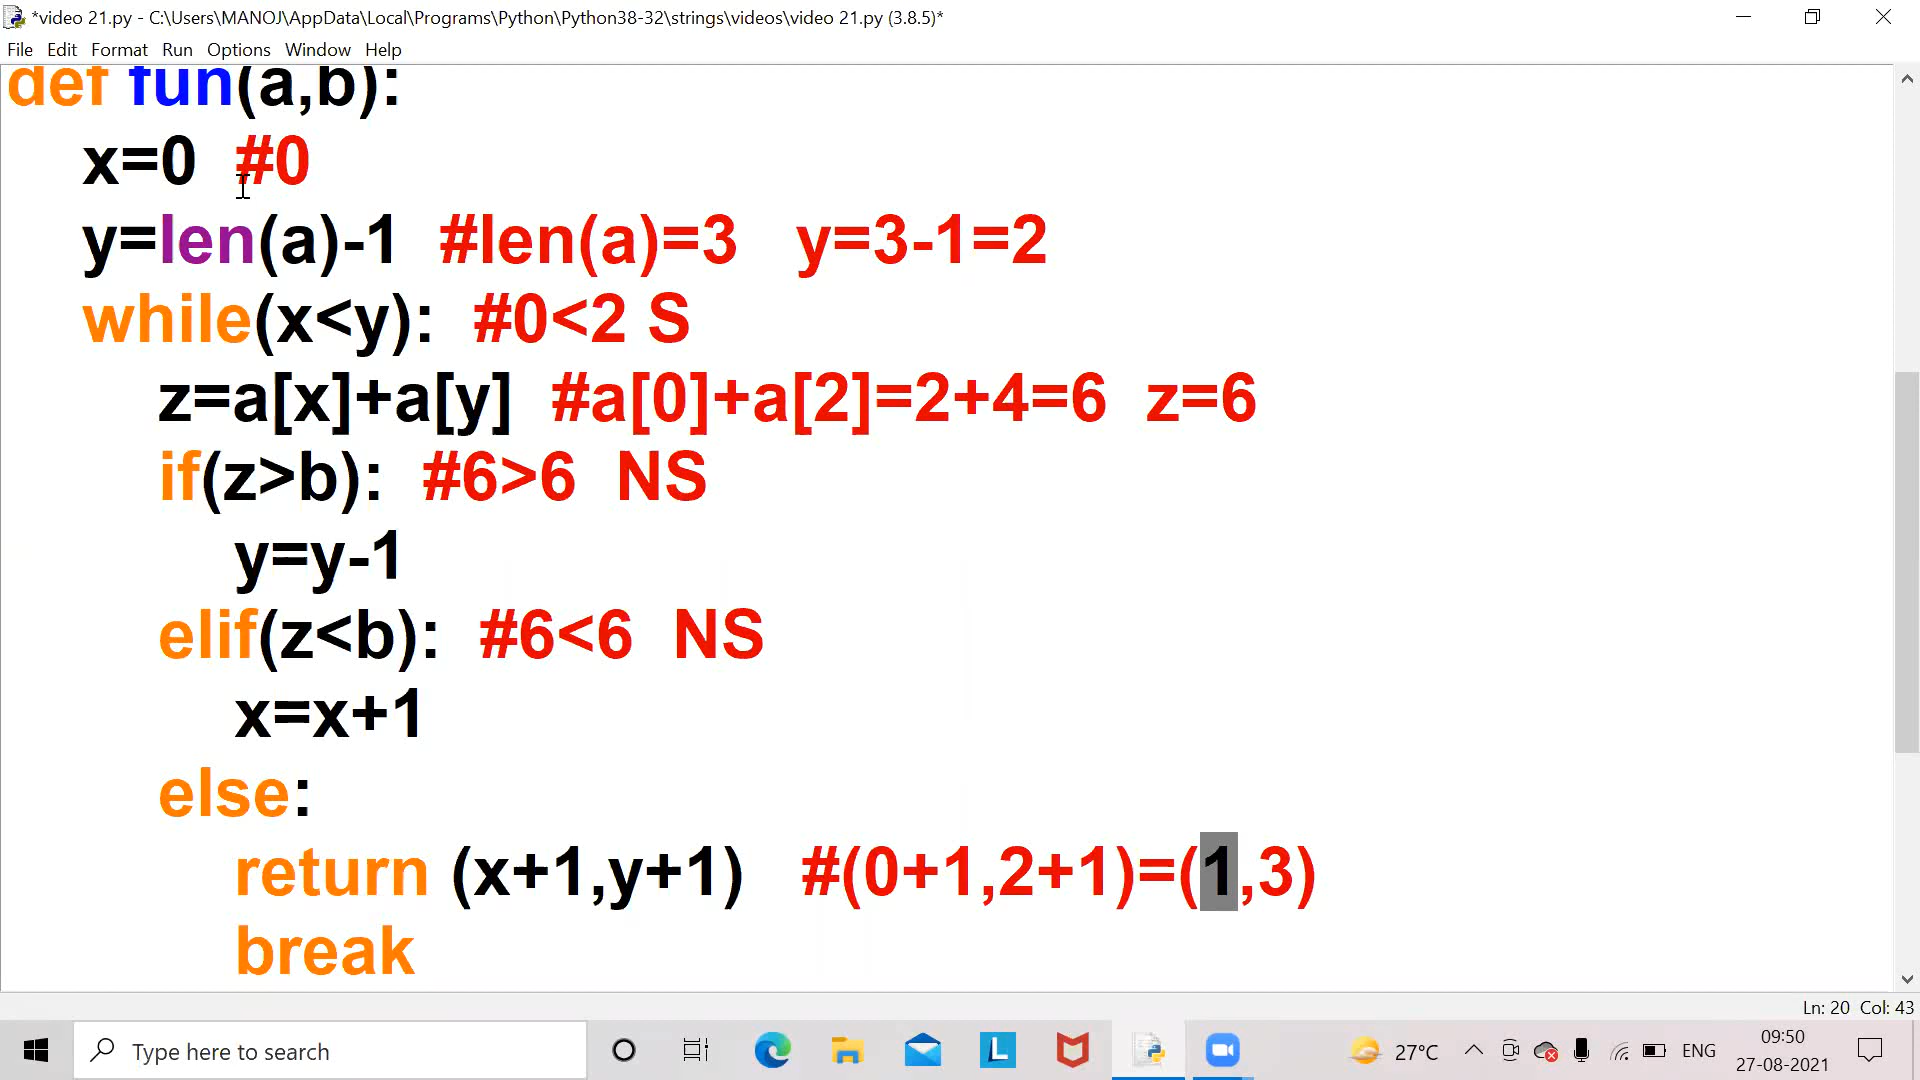 *video 21.py - C:\Users\MANOJ\AppData\Local\Programs\Python\Python38-32\strings\videos\video 21.py (3.8.5)*
File Edit Format Run Options Window Help
def fun(a,b):
x=0 #0
y=len(a)-1 #len(a)=3 y=3-1=2
while(x<y): #0<2 S
z=a[x]+a[y] #a[0]+a[2]=2+4=6 z=6
if(z>b): #6>6 NS
y=y-1
elif(z<b): #6<6 NS
x=x+1
else:
return (x+1,y+1) #(0+1,2+1)=(1,3)
break
Ln: 20 Col: 43
Type here to search
L
27°C
ENG
09:50
27-08-2021